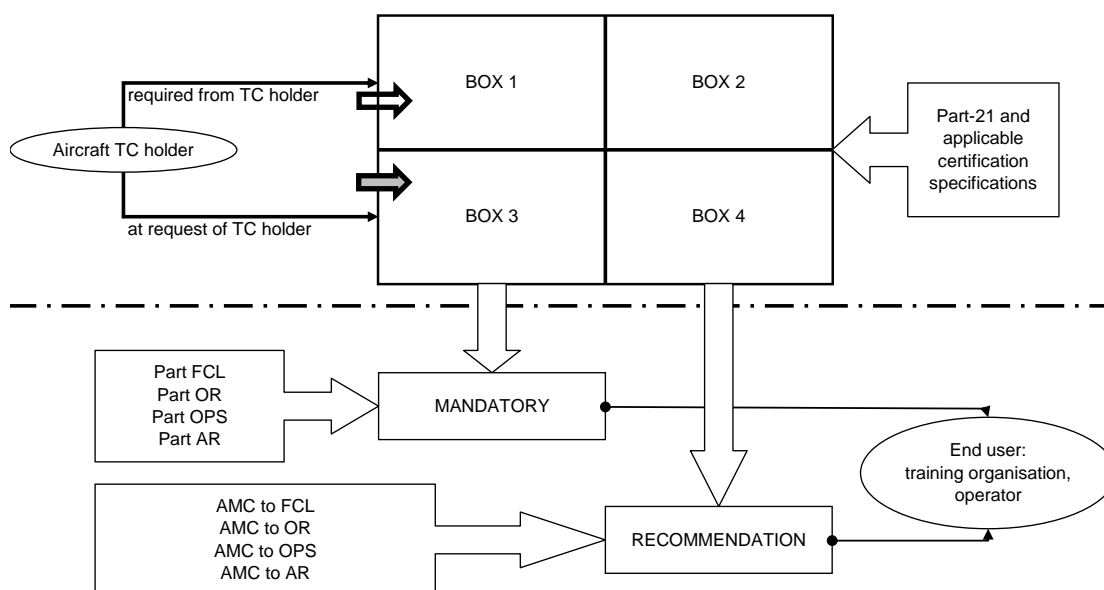 BOX 1
BOX 2
required from TC holder
Aircraft TC holder
Part-21 and
applicable
certification
specifications
BOX 3
BOX 4
at request of TC holder
Part FCL
Part OR
Part OPS
Part AR
MANDATORY
End user:
training organisation,
operator
AMC to FCL
AMC to OR
AMC to OPS
AMC to AR
RECOMMENDATION